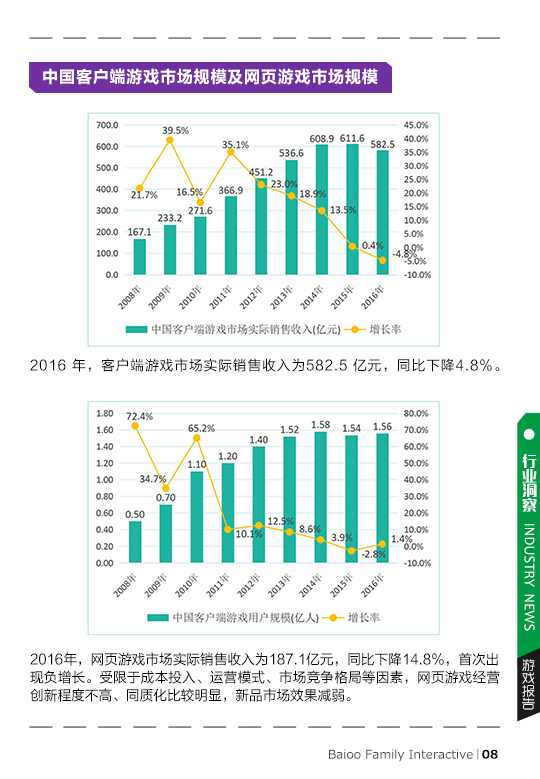 中国客户端游戏市场规模及网页游戏市场规模
700.0
600.0
500.0
400.0
300.0
200.0
100.0
0.0
45.0%
40.0%
35.0%
30.0%
25.0%
20.0%
15.0%
10.0%
5.0%
0.0%
-5.0%
-10.0%
167.1
233.2
271.6
366.9
451.2
536.6
608.9
611.6
582.5
21.7%
39.5%
16.5%
35.1%
23.0%
18.9%
13.5%
0.4%
-4.8%
2008年
2009年
2010年
2011年
2012年
2013年
2014年
2015年
2016年
中国客户端游戏市场实际销售收入(亿元)
增长率
2016 年，客户端游戏市场实际销售收入为582.5 亿元，同比下降4.8%。
1.80
1.60
1.40
1.20
1.00
0.80
0.60
0.40
0.20
0.00
80.0%
70.0%
60.0%
50.0%
40.0%
30.0%
20.0%
10.0%
0.0%
-10.0%
0.50
0.70
1.10
1.20
1.40
1.52
1.58
1.54
1.56
72.4%
34.7%
65.2%
10.1%
12.5%
8.6%
3.9%
-2.8%
1.4%
2008年
2009年
2010年
2011年
2012年
2013年
2014年
2015年
2016年
中国客户端游戏用户规模(亿人)
增长率
2016年，网页游戏市场实际销售收入为187.1亿元，同比下降14.8%，首次出
现负增长。受限于成本投入、运营模式、市场竞争格局等因素，网页游戏经营
创新程度不高、同质化比较明显，新品市场效果减弱。
行业洞察 INDUSTRY NEWS
游戏报告
Baioo Family Interactive | 08